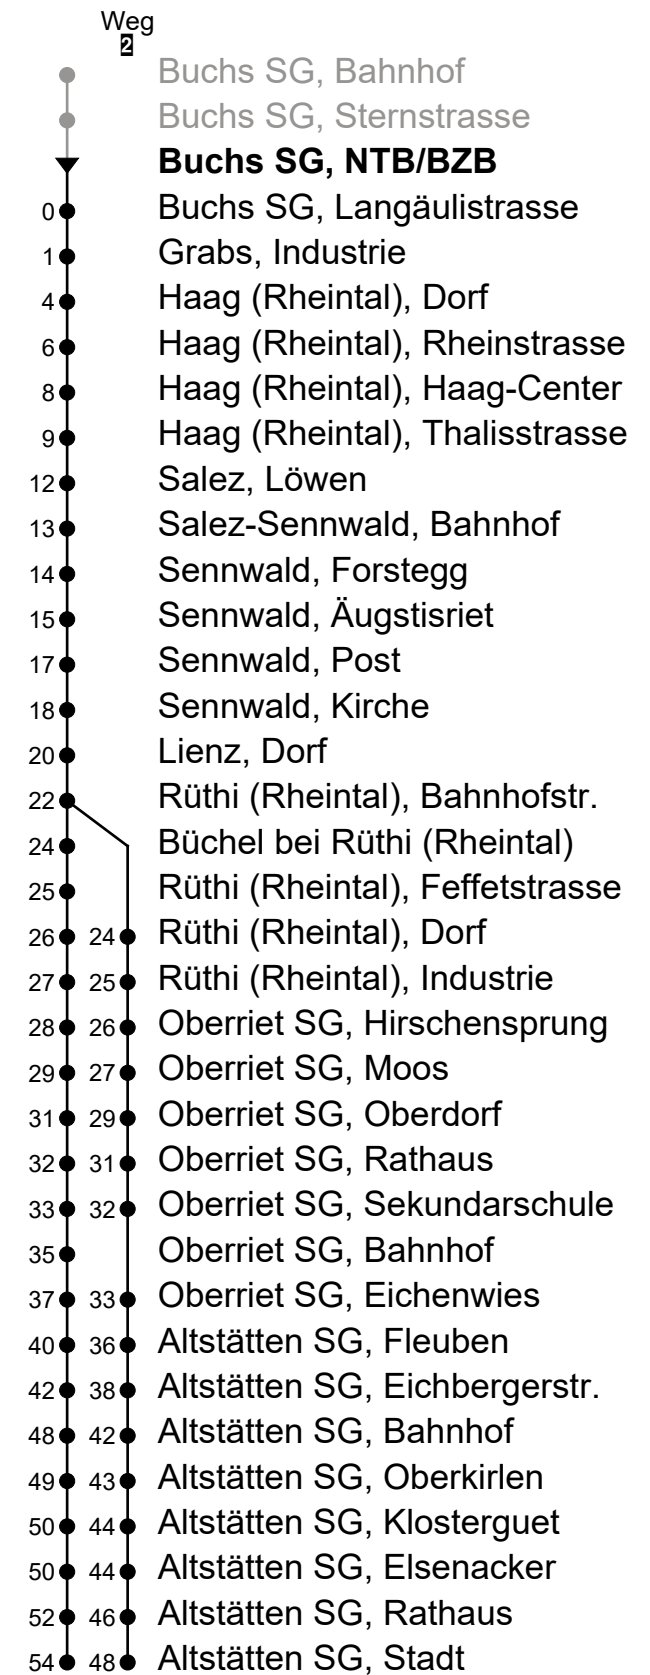 Weg
2
Buchs SG, Bahnhof
Buchs SG, Sternstrasse
Buchs SG, NTB/BZB
0 Buchs SG, Langäulistrasse
1 Grabs, Industrie
4 Haag (Rheintal), Dorf
6 Haag (Rheintal), Rheinstrasse
8 Haag (Rheintal), Haag-Center
9 Haag (Rheintal), Thalisstrasse
12 Salez, Löwen
13 Salez-Sennwald, Bahnhof
14 Sennwald, Forstegg
15 Sennwald, Äugstisriet
17 Sennwald, Post
18 Sennwald, Kirche
20 Lienz, Dorf
22 Rüthi (Rheintal), Bahnhofstr.
24 Büchel bei Rüthi (Rheintal)
25 Rüthi (Rheintal), Feffetstrasse
26 24 Rüthi (Rheintal), Dorf
27 25 Rüthi (Rheintal), Industrie
28 26 Oberriet SG, Hirschensprung
29 27 Oberriet SG, Moos
31 29 Oberriet SG, Oberdorf
32 31 Oberriet SG, Rathaus
33 32 Oberriet SG, Sekundarschule
35 Oberriet SG, Bahnhof
37 33 Oberriet SG, Eichenwies
40 36 Altstätten SG, Fleuben
42 38 Altstätten SG, Eichbergerstr.
48 42 Altstätten SG, Bahnhof
49 43 Altstätten SG, Oberkirlen
50 44 Altstätten SG, Klosterguet
50 44 Altstätten SG, Elsenacker
52 46 Altstätten SG, Rathaus
54 48 Altstätten SG, Stadt